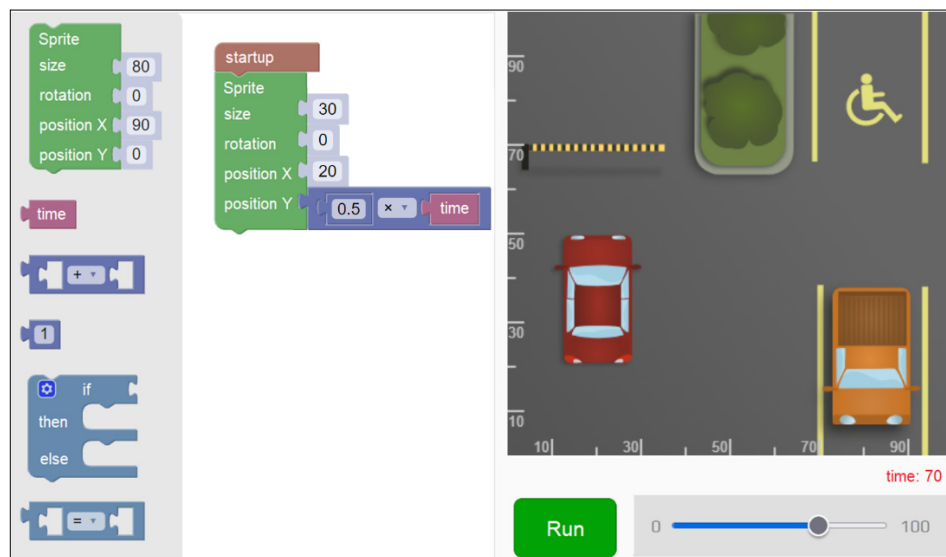 Sprite
size 80
rotation 0
position X 90
position Y 0
time
+
1
if
then
else
=
startup
Sprite
size 30
rotation 0
position X 20
position Y 0.5 × time
90
70
50
30
10
10 30 50 70 90
time: 70
Run 0 100